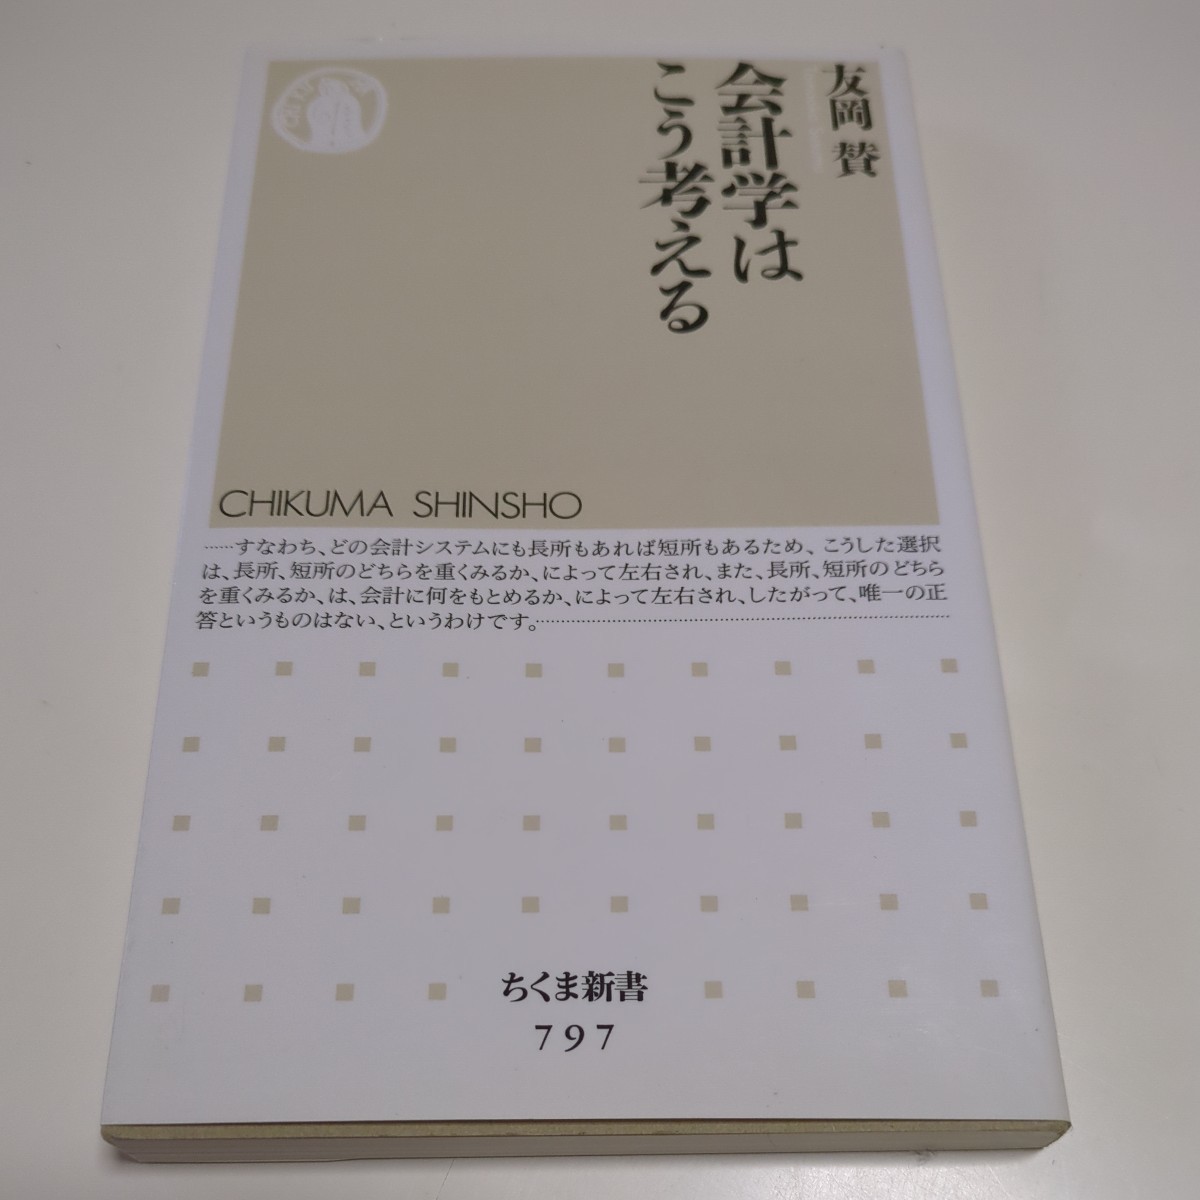 友岡 賛
会計学は
こう考える
CHIKUMA SHINSHO
……すなわち、どの会計システムにも長所もあれば短所もあるため、こうした選択
は、長所、短所のどちらを重くみるか、によって左右され、また、長所、短所のどちら
を重くみるか、は、会計に何をもとめるか、によって左右され、したがって、唯一の正
答というものはない、というわけです。……………………………………………
ちくま新書
797